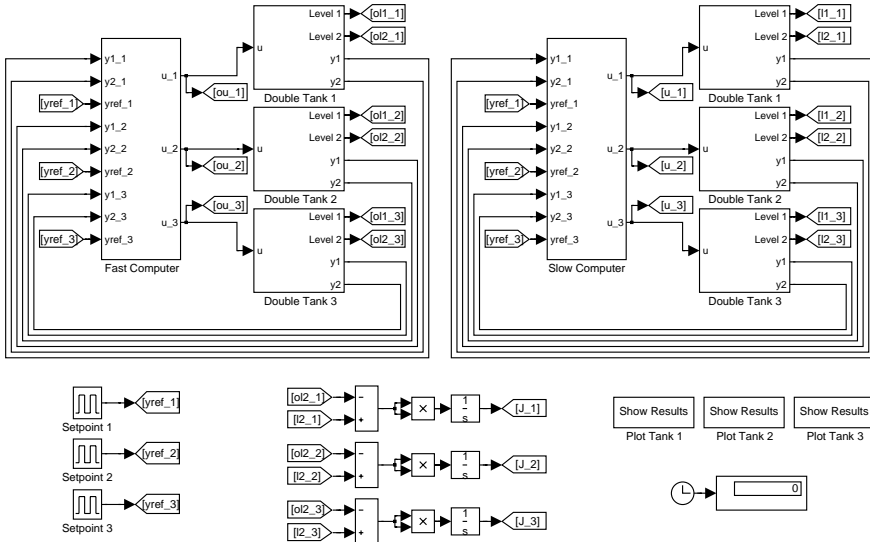 Level 1
[ol1_1]
Level 2
[ol2_1]
u
y1
y2
Double Tank 1
y1_1
y2_1
[yref_1]
yref_1
y1_2
y2_2
[yref_2]
yref_2
y1_3
y2_3
[yref_3]
yref_3
u_1
u_2
u_3
Fast Computer
[ou_1]
[ou_2]
[ou_3]
Level 1
[ol1_2]
Level 2
[ol2_2]
u
y1
y2
Double Tank 2
Level 1
[ol1_3]
Level 2
[ol2_3]
u
y1
y2
Double Tank 3
Level 1
[l1_1]
Level 2
[l2_1]
u
y1
y2
Double Tank 1
y1_1
y2_1
[yref_1]
yref_1
y1_2
y2_2
[yref_2]
yref_2
y1_3
y2_3
[yref_3]
yref_3
u_1
u_2
u_3
Slow Computer
[u_1]
[u_2]
[u_3]
Level 1
[l1_2]
Level 2
[l2_2]
u
y1
y2
Double Tank 2
Level 1
[l1_3]
Level 2
[l2_3]
u
y1
y2
Double Tank 3
[yref_1]
Setpoint 1
[yref_2]
Setpoint 2
[yref_3]
Setpoint 3
[ol2_1]
[l2_1]
−
+
×
1
s
[J_1]
[ol2_2]
[l2_2]
−
+
×
1
s
[J_2]
[ol2_3]
[l2_3]
−
+
×
1
s
[J_3]
Show Results
Plot Tank 1
Show Results
Plot Tank 2
Show Results
Plot Tank 3
0